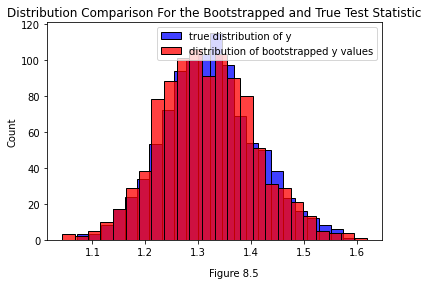 Distribution Comparison For the Bootstrapped and True Test Statistic
true distribution of y
distribution of bootstrapped y values
Count
120
100
80
60
40
20
0
1.1 1.2 1.3 1.4 1.5 1.6
Figure 8.5